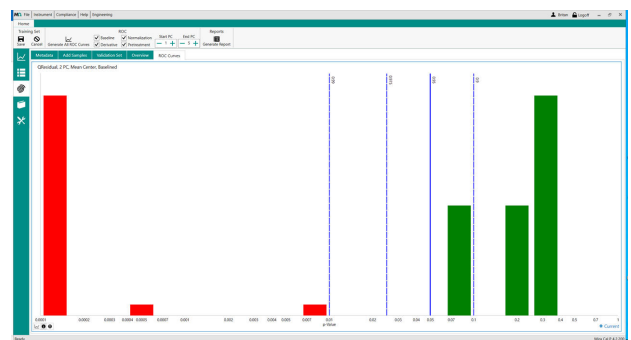 File Instrument Compliance Help Engineering
Logoff
Home
Training Set
ROC
Reports
Save Cancel Generate All ROC Curves Baseline Normalization Start PC End PC Generate Report
Derivative Pretreatment
Metadata Add Samples Validation Set Overview ROC Curves
QResidual, 2 PC, Mean Center, Baselined
0.0001 0.0002 0.0003 0.0004 0.0005 0.0007 0.001 0.002 0.003 0.004 0.005 0.007 0.01 0.02 0.03 0.04 0.05 0.07 0.1 0.2 0.3 0.4 0.5 0.7 1
p-Value
Current
Ready